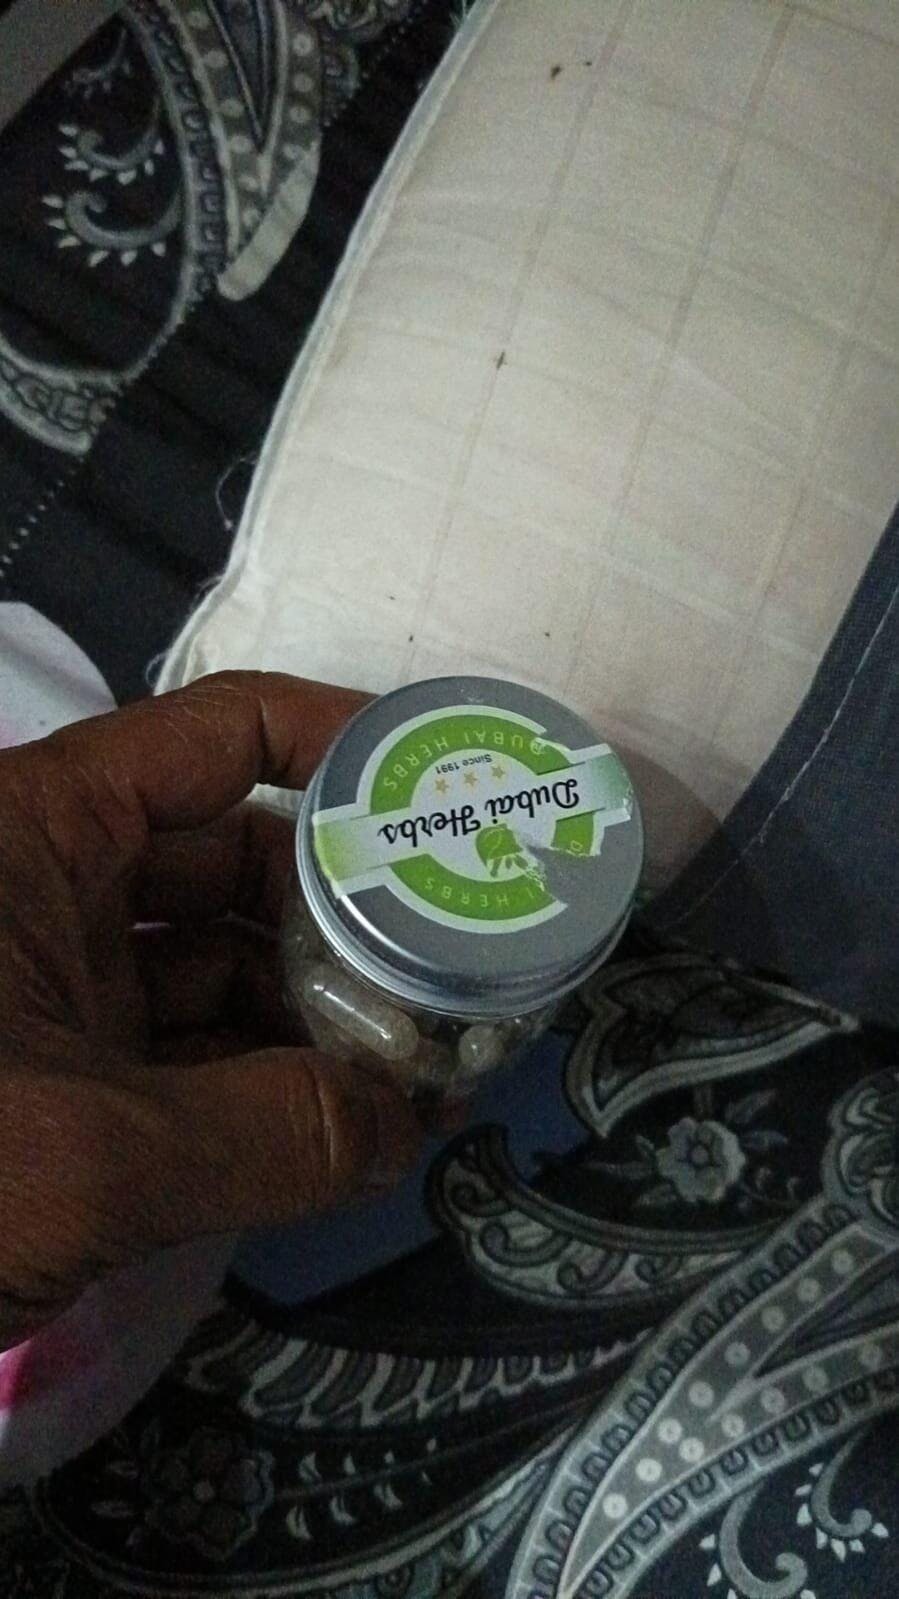 DUBAI HERBS
Since 1991
Dubai Herbs
HERBS